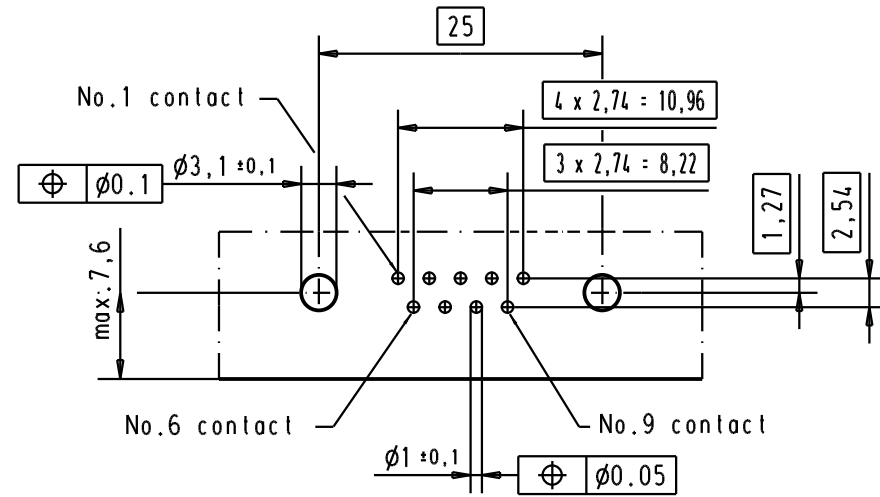 25
No.1 contact
4 x 2,74 = 10,96
3 x 2,74 = 8,22
⌖ ø0.1
ø3,1 ±0,1
1,27
2,54
max:7,6
No.6 contact
No.9 contact
ø1 ±0,1
⌖ ø0.05